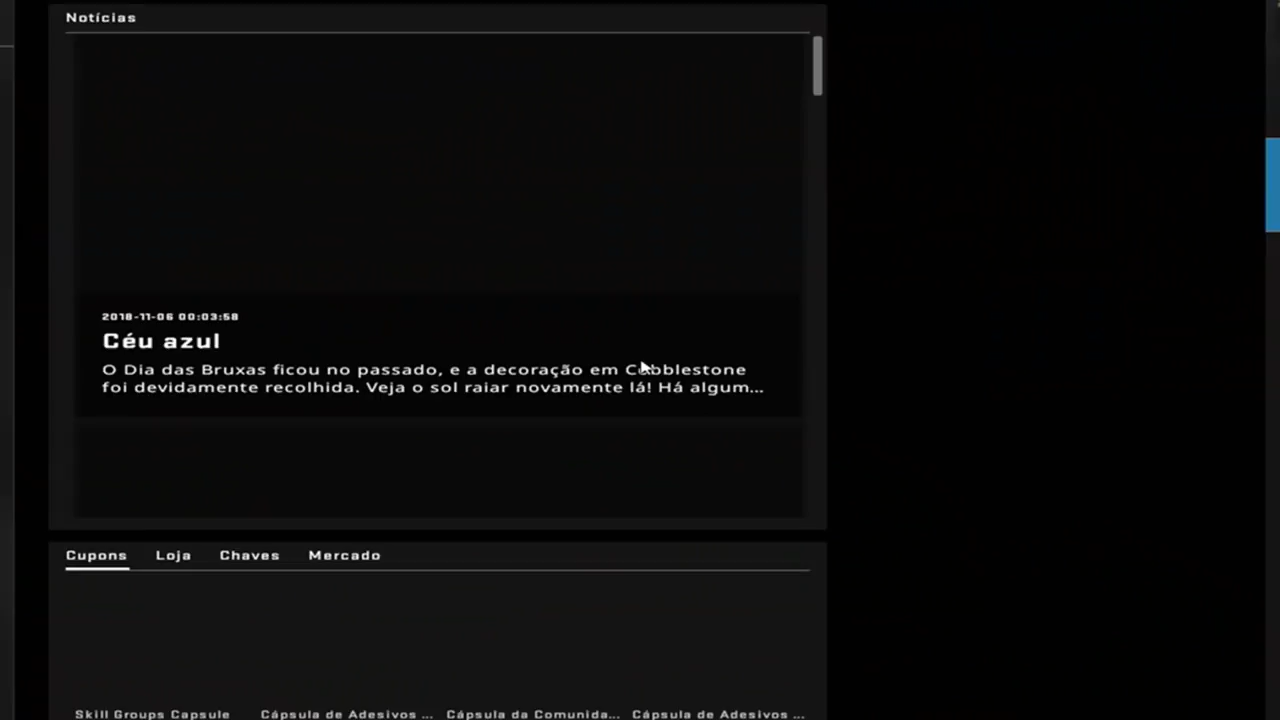 Notícias
2018-11-06 00:03:58
Céu azul
O Dia das Bruxas ficou no passado, e a decoração em Cobblestone
foi devidamente recolhida. Veja o sol raiar novamente lá! Há algum...
Cupons Loja Chaves Mercado
Skill Groups Capsule Cápsula de Adesivos ... Cápsula da Comunida... Cápsula de Adesivos ...